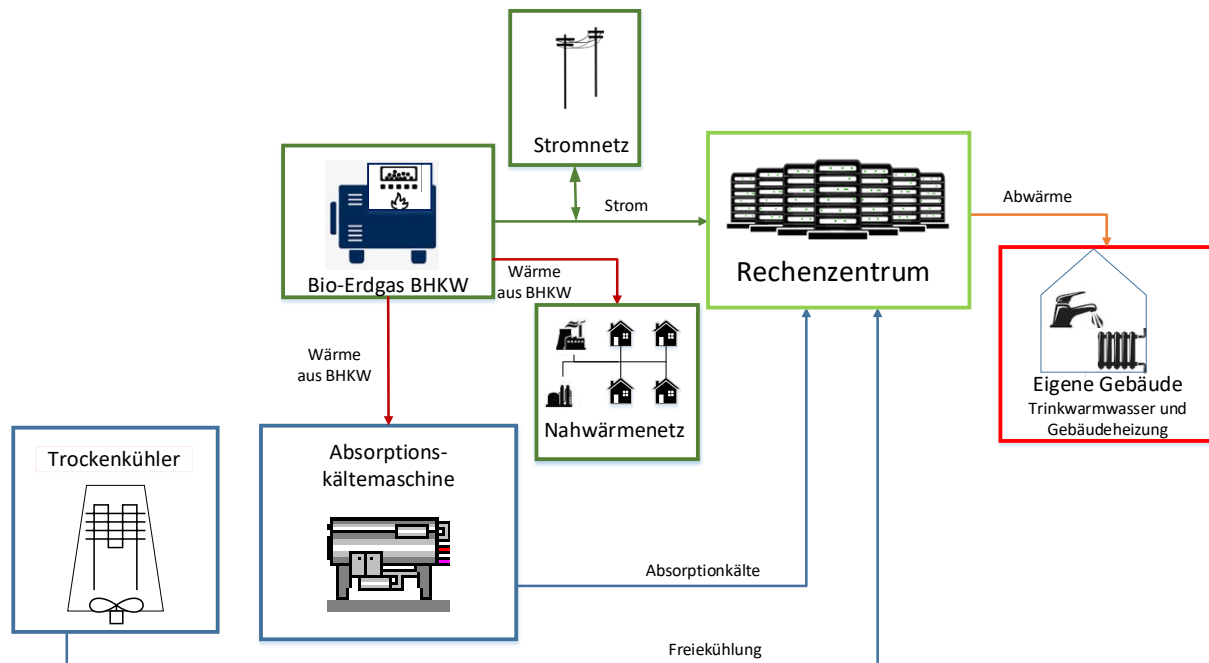 Stromnetz
Strom
Bio-Erdgas BHKW
Rechenzentrum
Abwärme
Wärme
aus BHKW
Wärme
aus BHKW
Nahwärmenetz
Eigene Gebäude
Trinkwarmwasser und
Gebäudeheizung
Trockenkühler
Absorptions-
kältemaschine
Absorptionkälte
Freiekühlung